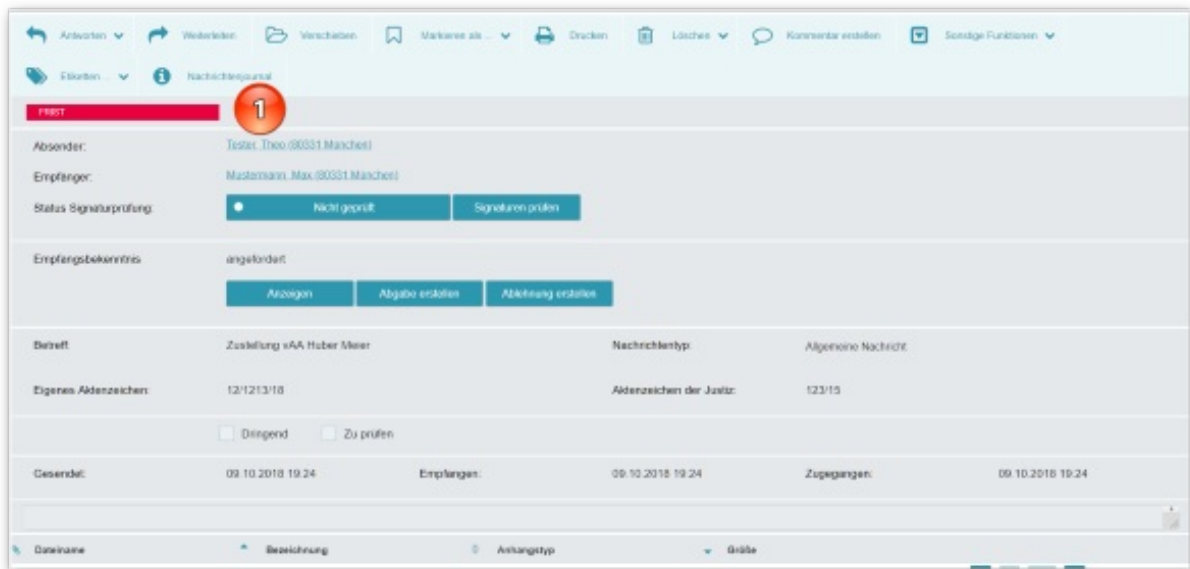 Antworten Weiterleiten Verschieben Markieren als ... Drucken Löschen Kommentar erstellen Sonstige Funktionen
Etiketten ... Nachrichtenjournal
FRIST 1
Absender: Tester, Theo (80331 München)
Empfänger: Mustermann, Max (80331 München)
Status Signaturprüfung: Nicht geprüft Signaturen prüfen
Empfangsbekenntnis angefordert
Anzeigen Abgabe erstellen Ablehnung erstellen
Betreff: Zustellung vAA Huber Meier Nachrichtentyp: Allgemeine Nachricht
Eigenes Aktenzeichen: 12/1213/18 Aktenzeichen der Justiz: 123/15
Dringend Zu prüfen
Gesendet: 09.10.2018 19:24 Empfangen: 09.10.2018 19:24 Zugegangen: 09.10.2018 19:24
Dateiname Bezeichnung Anhangstyp Größe